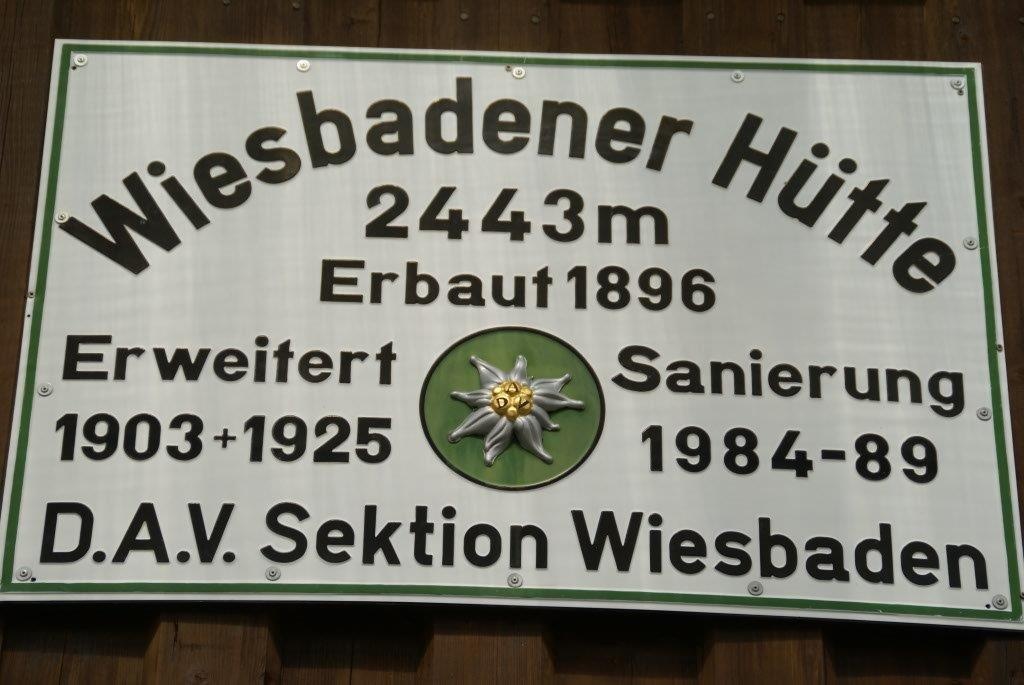 Wiesbadener Hütte
2443m
Erbaut 1896
Erweitert
1903+1925
A
D V
Sanierung
1984-89
D.A.V. Sektion Wiesbaden